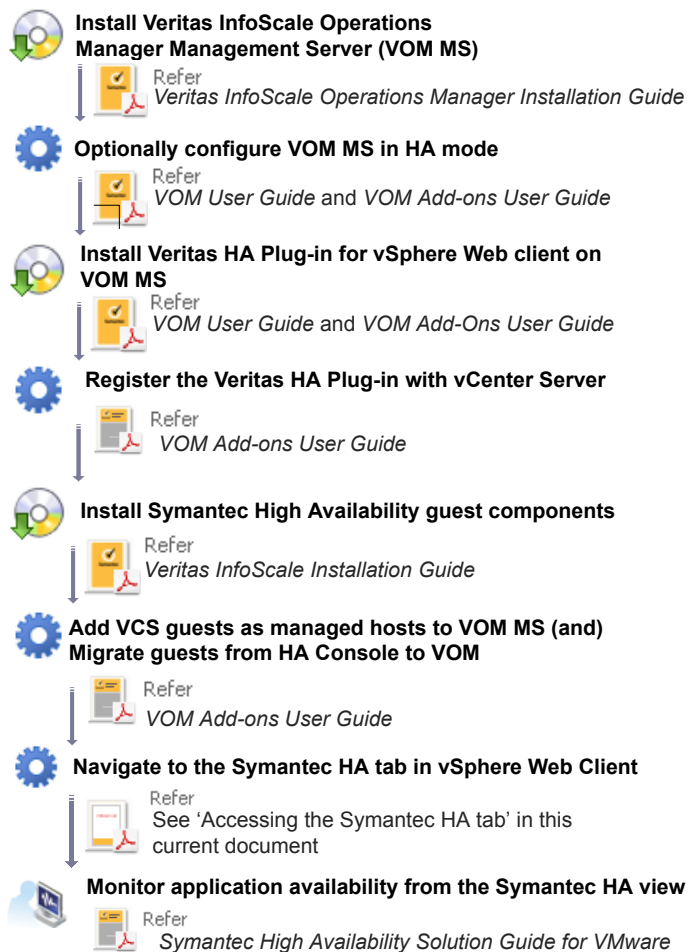 Install Veritas InfoScale Operations
Manager Management Server (VOM MS)
Refer
Veritas InfoScale Operations Manager Installation Guide
Optionally configure VOM MS in HA mode
Refer
VOM User Guide and VOM Add-ons User Guide
Install Veritas HA Plug-in for vSphere Web client on
VOM MS
Refer
VOM User Guide and VOM Add-Ons User Guide
Register the Veritas HA Plug-in with vCenter Server
Refer
VOM Add-ons User Guide
Install Symantec High Availability guest components
Refer
Veritas InfoScale Installation Guide
Add VCS guests as managed hosts to VOM MS (and)
Migrate guests from HA Console to VOM
Refer
VOM Add-ons User Guide
Navigate to the Symantec HA tab in vSphere Web Client
Refer
See ‘Accessing the Symantec HA tab’ in this
current document
Monitor application availability from the Symantec HA view
Refer
Symantec High Availability Solution Guide for VMware